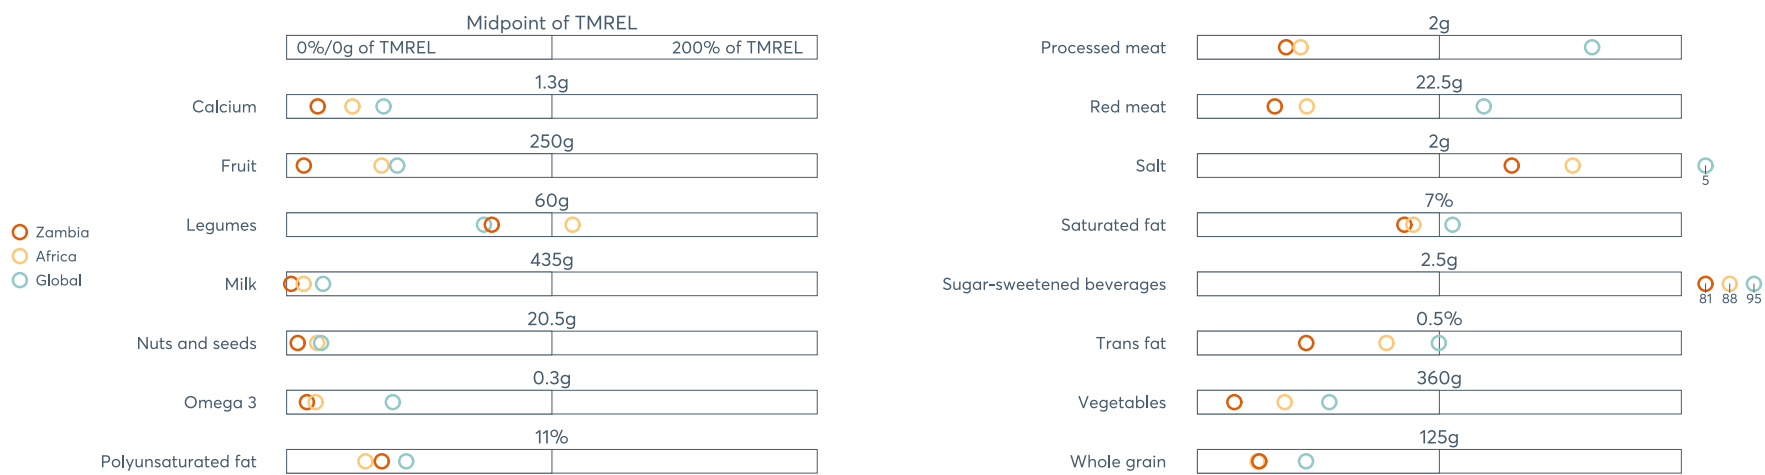 Midpoint of TMREL
0%/0g of TMREL 200% of TMREL
1.3g
Calcium
250g
Fruit
60g
Legumes
435g
Milk
20.5g
Nuts and seeds
0.3g
Omega 3
11%
Polyunsaturated fat
Zambia
Africa
Global
2g
Processed meat
22.5g
Red meat
2g
Salt
5
7%
Saturated fat
2.5g
Sugar-sweetened beverages
81 88 95
0.5%
Trans fat
360g
Vegetables
125g
Whole grain